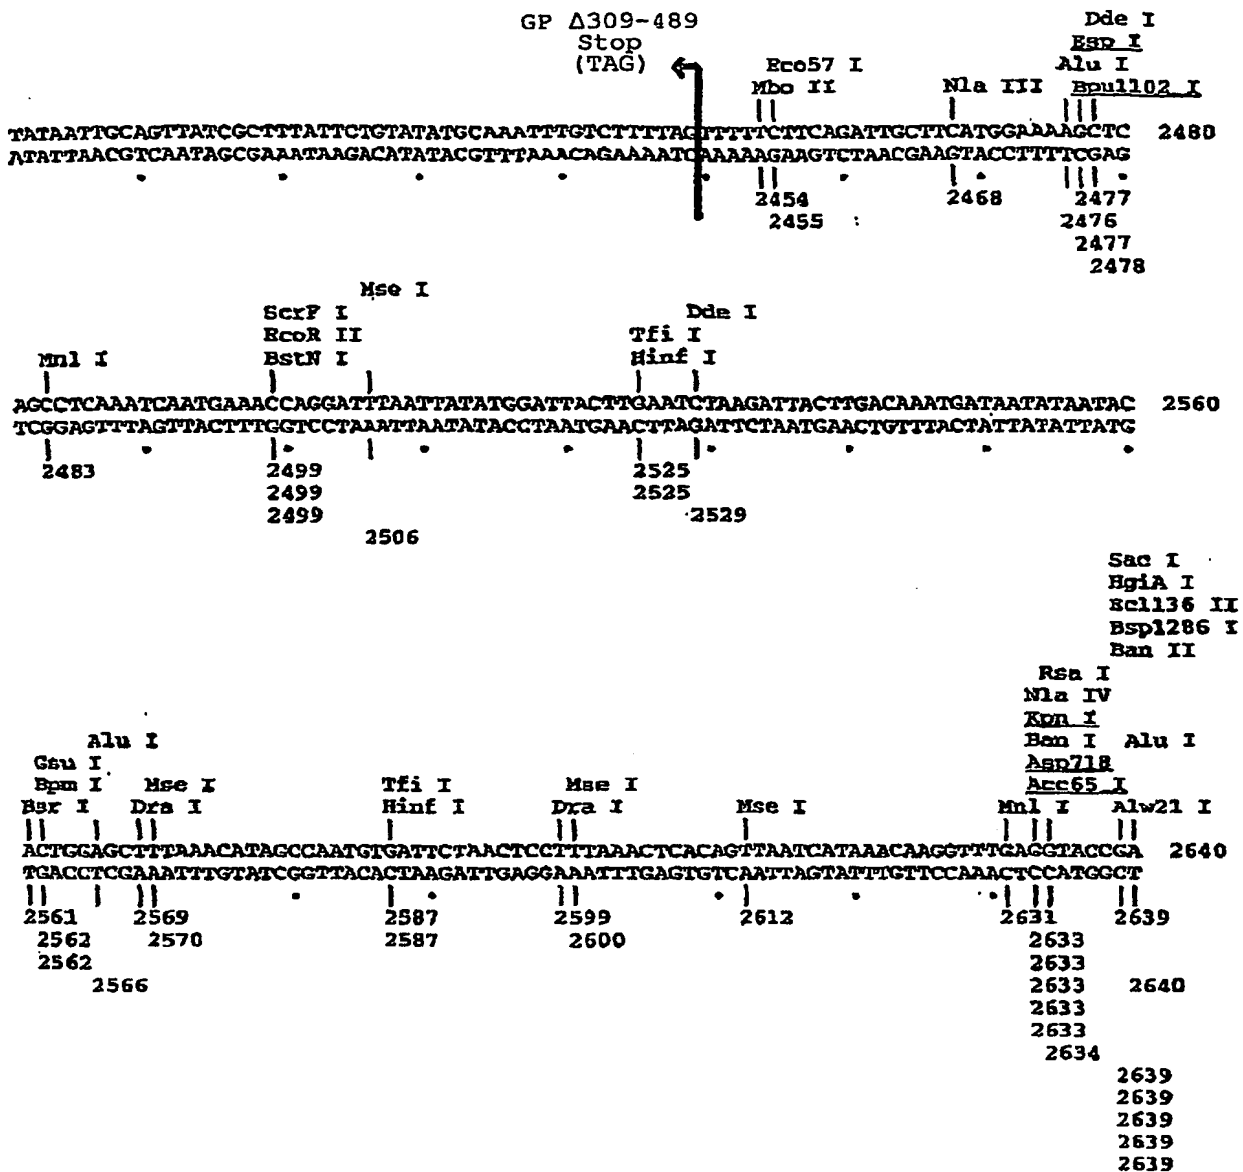 GP Δ309-489
Stop
(TAG)
Dde I
Esp I
Eco57 I
Alu I
Mbo II
Nla III
Bpu1102 I
TATAATTGCAGTTATCGCTTTATTCTGTATATGCAAATTTGTCTTTTAGTTTTTCTTCAGATTGCTTCATGGAAAAGCTC 2480
ATATTAACGTCAATAGCGAAATAAGACATATACGTTTAAACAGAAAATCAAAAAGAAGTCTAACGAAGTACCTTTTCGAG
2454 2468 2477
2455 2476
2477
2478
Mse I
ScrF I Dde I
EcoR II Tfi I
Mnl I BstN I Hinf I
AGCCTCAAATCAATGAAACCAGGATTTAATTATATGGATTACTTGAATCTAAGATTACTTGACAAATGATAATATAATAC 2560
TCGGAGTTTAGTTACTTTGGTCCTAAATTAATATACCTAATGAACTTAGATTCTAATGAACTGTTTACTATTATATTATG
2483 2499 2525
2499 2525
2499 2529
2506
Sac I
HgiA I
Ecl136 II
Bsp1286 I
Ban II
Rsa I
Nla IV
Kpn I
Alu I Ban I Alu I
Gsu I Asp718
Bpm I Mse I Tfi I Mse I Acc65 I
Bsr I Dra I Hinf I Dra I Mse I Mnl I Alw21 I
ACTGGAGCTTTAAACATAGCCAATGTGATTCTAACTCCTTTAAACTCACAGTTAATCATAAACAAGGTTTGAGGTACCGA 2640
TGACCTCGAAATTTGTATCGGTTACACTAAGATTGAGGAAATTTGAGTGTCAATTAGTATTTGTTCCAAACTCCATGGCT
2561 2569 2587 2599 2612 2631 2639
2562 2570 2587 2600 2633
2562 2633
2566 2633 2640
2633
2633
2634
2639
2639
2639
2639
2639